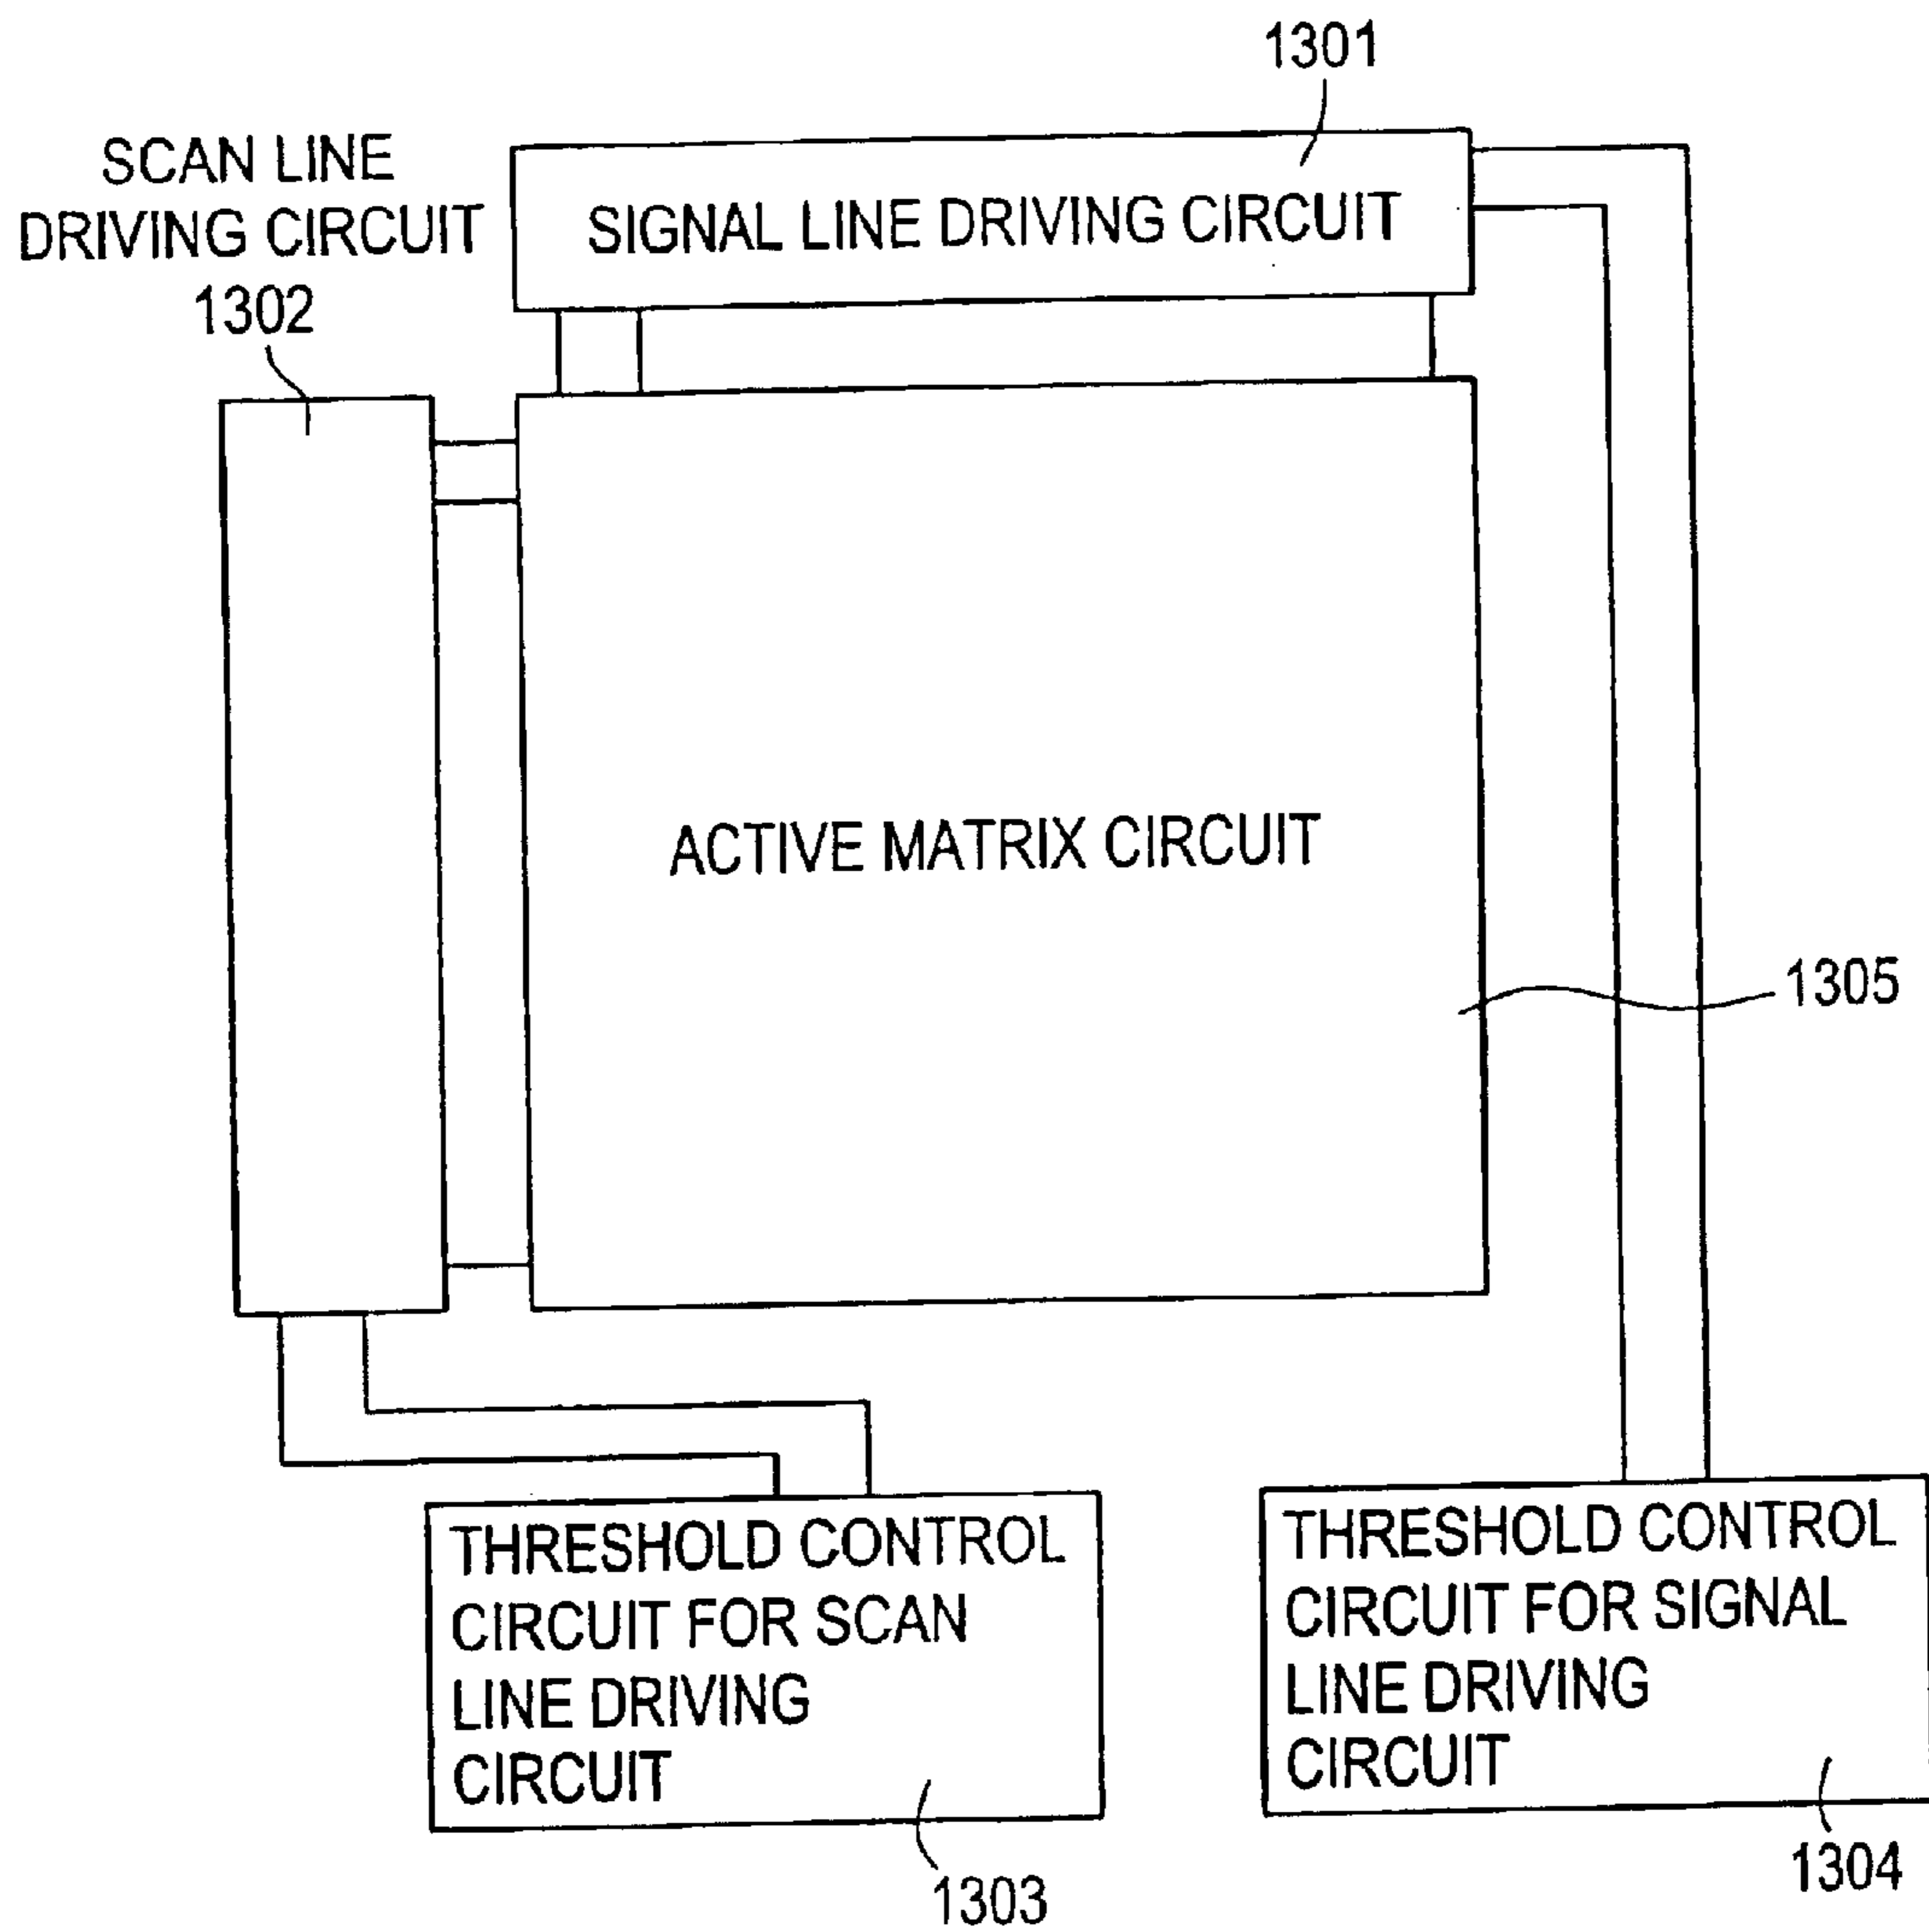 1301
SCAN LINE
DRIVING CIRCUIT
1302
SIGNAL LINE DRIVING CIRCUIT
ACTIVE MATRIX CIRCUIT
1305
THRESHOLD CONTROL
CIRCUIT FOR SCAN
LINE DRIVING
CIRCUIT
1303
THRESHOLD CONTROL
CIRCUIT FOR SIGNAL
LINE DRIVING
CIRCUIT
1304